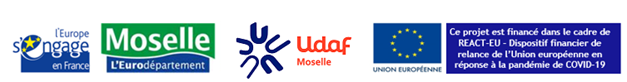 l'Europe
s'engage
en France
Moselle
L'Eurodépartement
Udaf
Moselle
UNION EUROPÉENNE
Ce projet est financé dans le cadre de
REACT-EU - Dispositif financier de
relance de l'Union européenne en
réponse à la pandémie de COVID-19